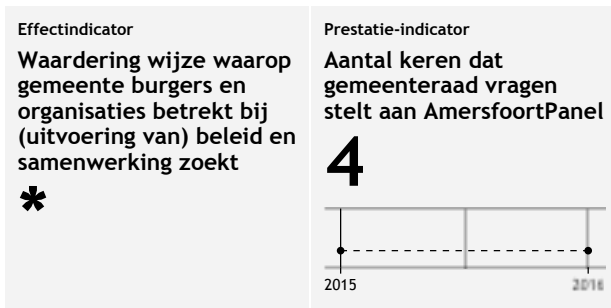 Effectindicator
Waardering wijze waarop
gemeente burgers en
organisaties betrekt bij
(uitvoering van) beleid en
samenwerking zoekt
*
Prestatie-indicator
Aantal keren dat
gemeenteraad vragen
stelt aan AmersfoortPanel
4
2015